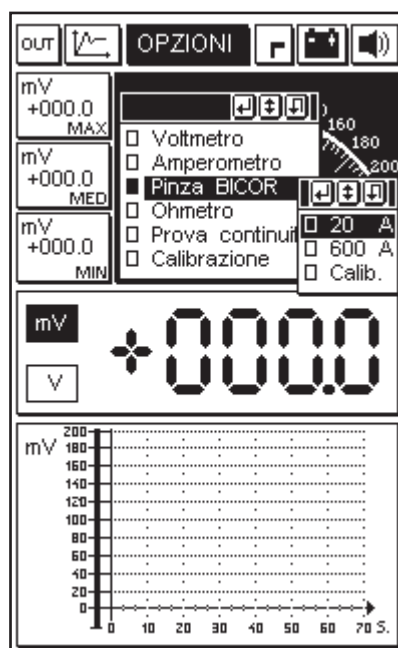 OUT OPZIONI
mV
+000.0
MAX
mV
+000.0
MED
mV
+000.0
MIN
160
180
200
Voltmetro
Amperometro
Pinza BICOR
Ohmetro
Prova continuit
Calibrazione
20 A
600 A
Calib.
mV
V
+000.0
mV
200
180
160
140
120
100
80
60
40
20
0
0 10 20 30 40 50 60 70 S.